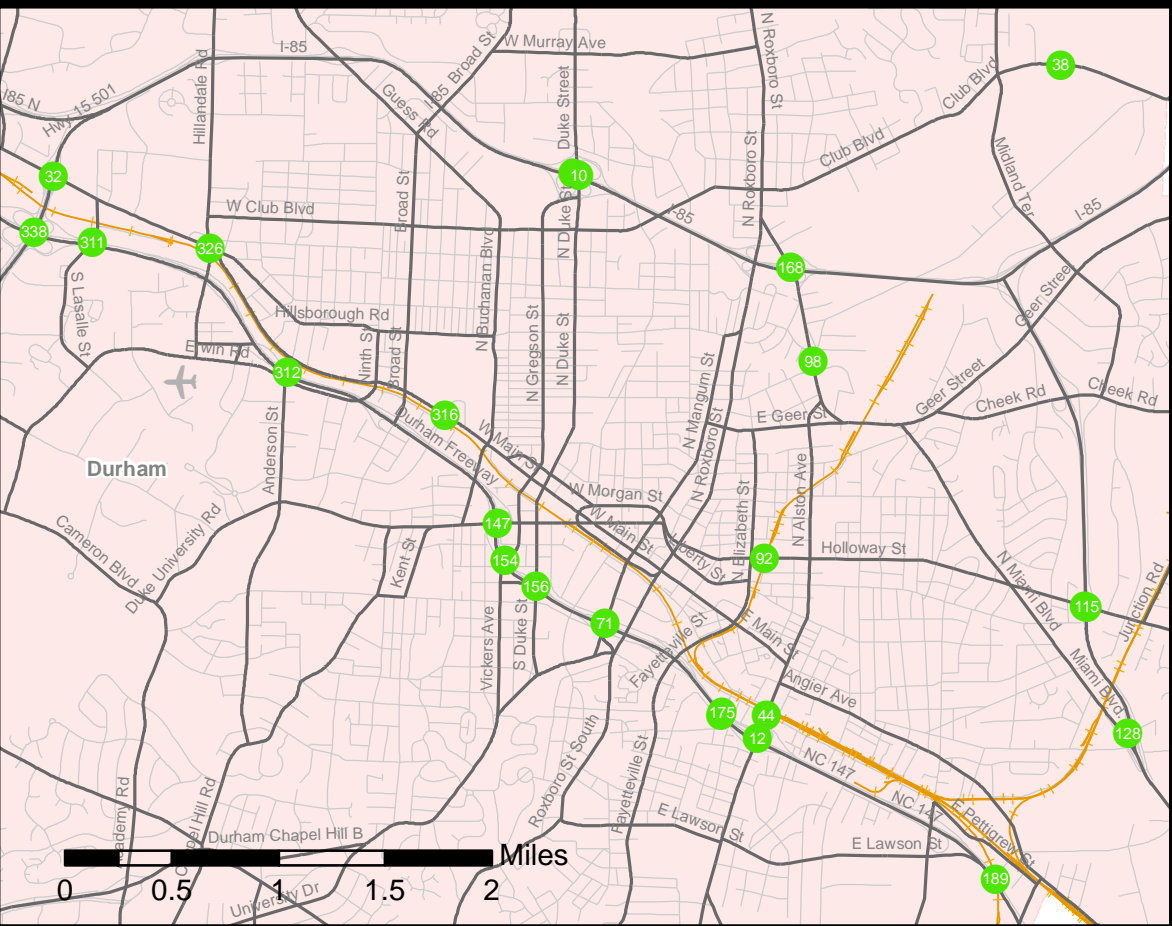 W Murray Ave
I-85
I-85
Broad St
Duke Street
N Roxboro St
Hillandale Rd
38
I85 N
Hwy 15 501
Guess Rd
Club Blvd
Club Blvd
Midland Ter
32
10
N Roxboro St
Broad St
W Club Blvd
N Duke St
I-85
I-85
338
311
326
168
N Buchanan Blvd
S Lasalle St
Hillsborough Rd
Geer Street
Erwin Rd
Ninth St
Broad St
N Gregson St
N Duke St
98
312
N Mangum St
Geer Street
Cheek Rd
Cheek Rd
316
E Geer St
Durham Freeway
W Main St
N Roxboro St
Durham
Anderson St
W Morgan St
N Elizabeth St
N Alston Ave
147
W Main St
Liberty St
Cameron Blvd
Duke University Rd
Kent St
154
92
Holloway St
N Miami Blvd
156
115
Junction Rd
71
Vickers Ave
S Duke St
Fayetteville St
E Main St
Miami Blvd
Angier Ave
175
44
12
128
Roxboro St South
Fayetteville St
NC 147
NC 147
E Pettigrew St
E Lawson St
E Lawson St
Durham Chapel Hill B
189
Miles
0 0.5 1 1.5 2
University Dr